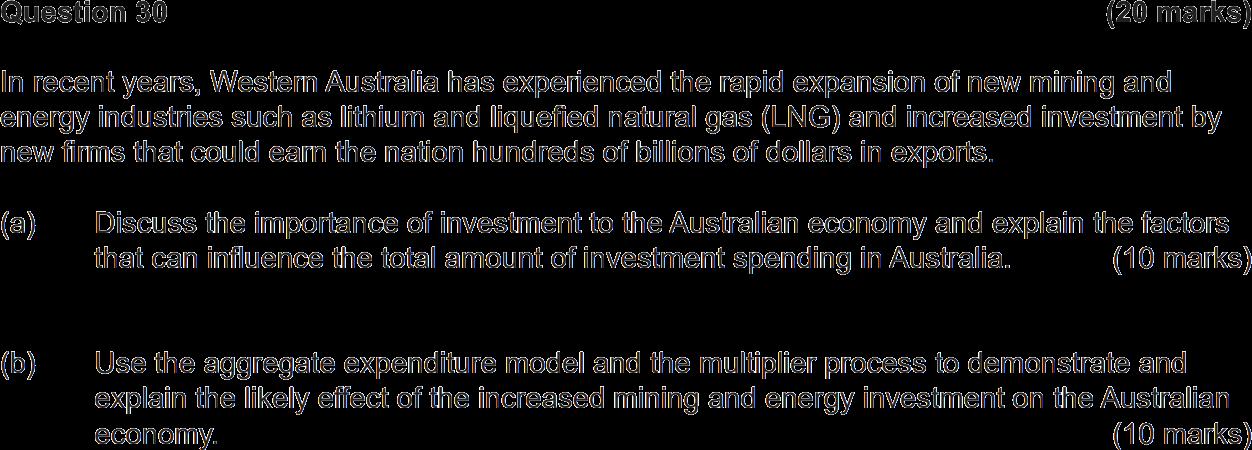 Question 30 (20 marks)
In recent years, Western Australia has experienced the rapid expansion of new mining and
energy industries such as lithium and liquefied natural gas (LNG) and increased investment by
new firms that could earn the nation hundreds of billions of dollars in exports.
(a) Discuss the importance of investment to the Australian economy and explain the factors
that can influence the total amount of investment spending in Australia. (10 marks)
(b) Use the aggregate expenditure model and the multiplier process to demonstrate and
explain the likely effect of the increased mining and energy investment on the Australian
economy. (10 marks)